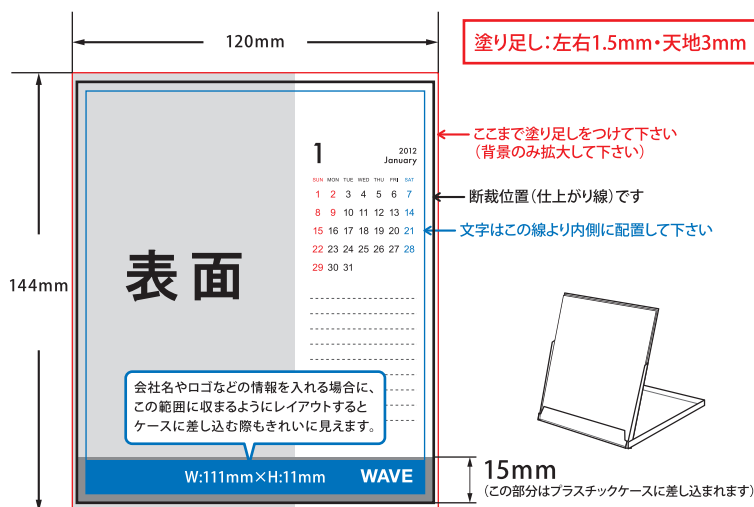 120mm
塗り足し:左右1.5mm・天地3mm
ここまで塗り足しをつけて下さい
(背景のみ拡大して下さい)
断裁位置(仕上がり線)です
文字はこの線より内側に配置して下さい
1
2012
January
SUN MON TUE WED THU FRI SAT
1 2 3 4 5 6 7
8 9 10 11 12 13 14
15 16 17 18 19 20 21
22 23 24 25 26 27 28
29 30 31
表面
144mm
会社名やロゴなどの情報を入れる場合に、
この範囲に収まるようにレイアウトすると
ケースに差し込む際もきれいに見えます。
W:111mm×H:11mm
WAVE
15mm
(この部分はプラスチックケースに差し込まれます)